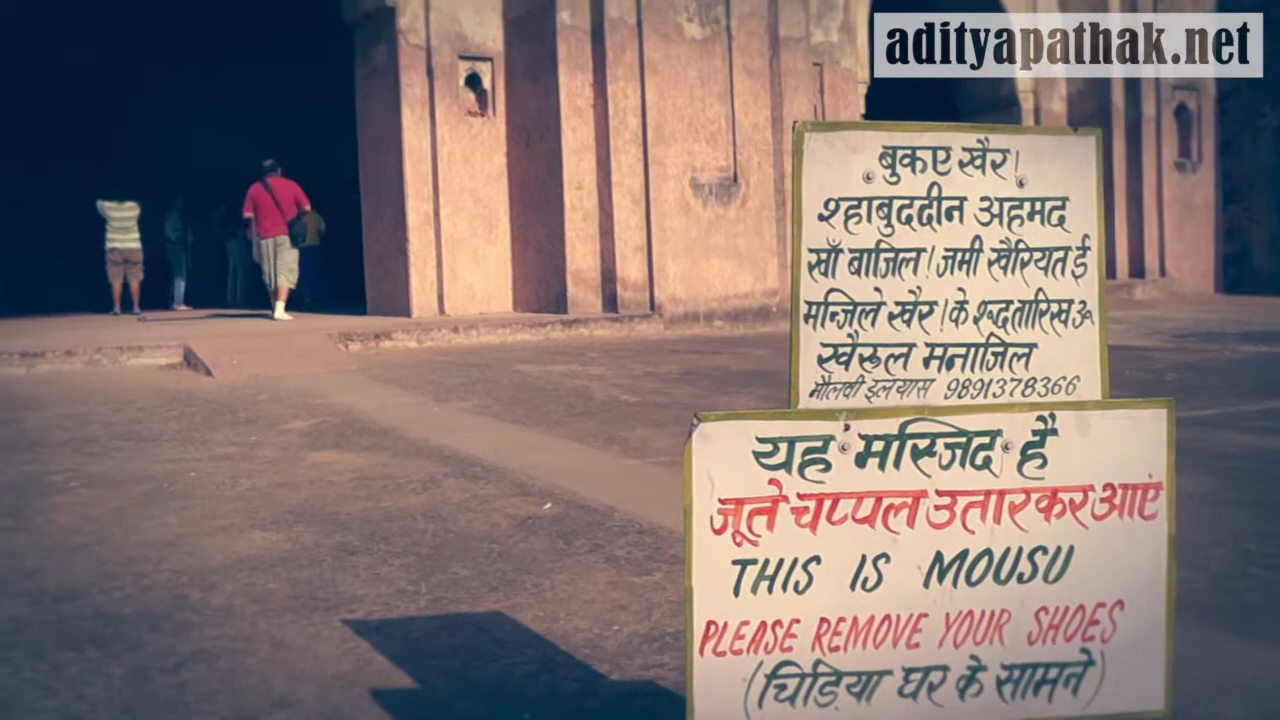 adityapathak.net
बुकए खैर!
श्हाबुददीन अहमद
खाँ बाजिल! जमी खैरियत ई
मन्जिले खैर! के श्ब्दतारिख ॐ
खैरूल मनाजिल
मौलवी इलयास 9891378366
यह मस्जिद है
जूते चप्पल उतारकर आएं
THIS IS MOUSU
PLEASE REMOVE YOUR SHOES
(चिड़िया घर के सामने)